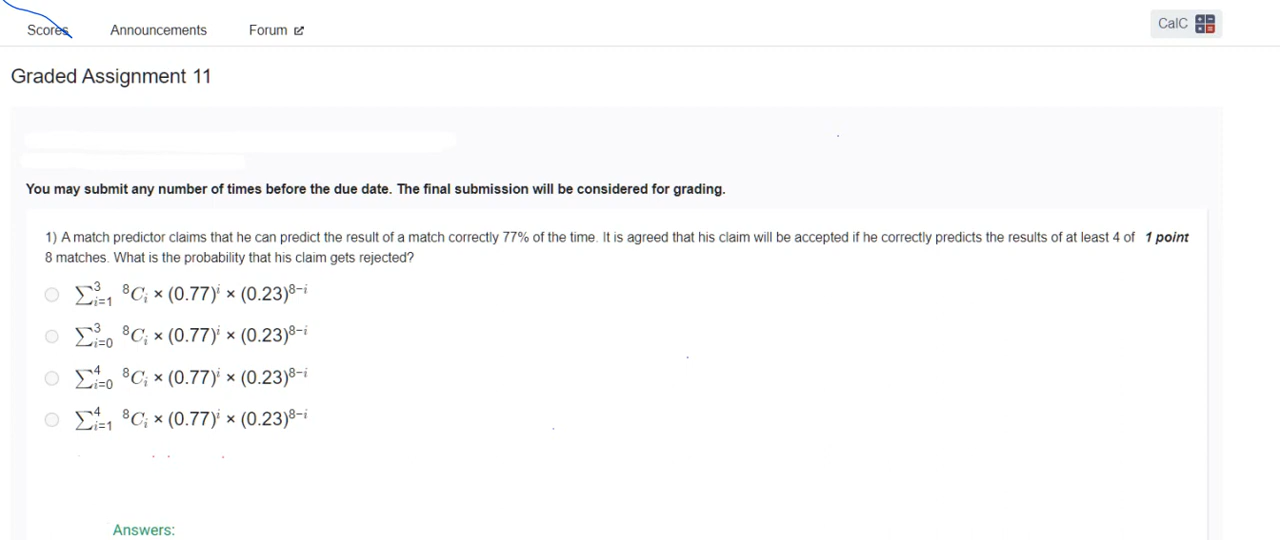 Scores Announcements Forum
CalC
Graded Assignment 11
You may submit any number of times before the due date. The final submission will be considered for grading.
1) A match predictor claims that he can predict the result of a match correctly 77% of the time. It is agreed that his claim will be accepted if he correctly predicts the results of at least 4 of 1 point
8 matches. What is the probability that his claim gets rejected?
∑³ᵢ₌₁ ⁸Cᵢ × (0.77)ⁱ × (0.23)⁸⁻ⁱ
∑³ᵢ₌₀ ⁸Cᵢ × (0.77)ⁱ × (0.23)⁸⁻ⁱ
∑⁴ᵢ₌₀ ⁸Cᵢ × (0.77)ⁱ × (0.23)⁸⁻ⁱ
∑⁴ᵢ₌₁ ⁸Cᵢ × (0.77)ⁱ × (0.23)⁸⁻ⁱ
Answers: